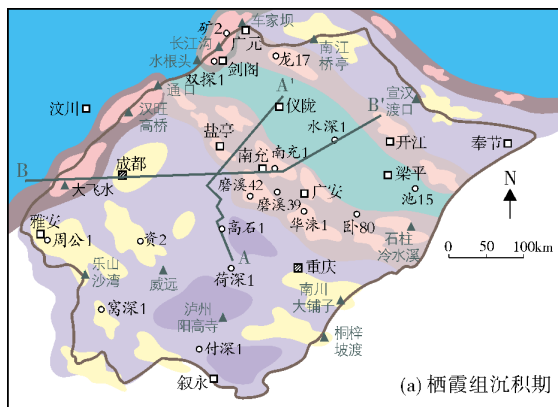 车家坝
矿2
广元
长江沟
水根头
剑阁
双探1
龙17
南江
桥亭
通口
A'
B'
宣汉
渡口
汶川
汉旺
高桥
仪陇
水深1
盐亭
开江
奉节
南充
南充1
B
成都
大飞水
磨溪42
磨溪39
广安
梁平
池15
N
华涞1
卧80
雅安
周公1
资2
高石1
石柱
冷水溪
0 50 100km
乐山
沙湾
威远
A
荷深1
重庆
南川
大铺子
窝深1
泸州
阳高寺
桐梓
坡渡
付深1
叙永
(a) 栖霞组沉积期